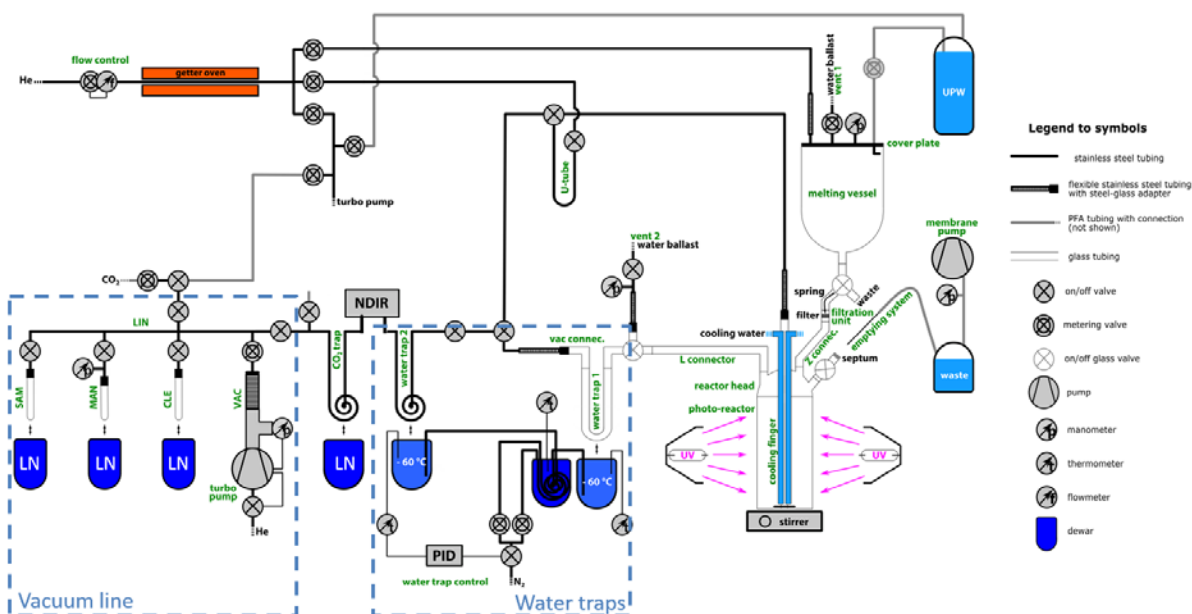 flow control
He
getter oven
water ballast
vent 1
UPW
cover plate
Legend to symbols
stainless steel tubing
flexible stainless steel tubing
with steel-glass adapter
PFA tubing with connection
(not shown)
glass tubing
on/off valve
metering valve
on/off glass valve
pump
manometer
thermometer
flowmeter
dewar
U-tube
turbo pump
melting vessel
membrane
pump
vent 2
water ballast
CO₂
NDIR
spring
waste
filter
filtration
unit
emptying system
LIN
CO₂ trap
water trap 2
vac connec.
cooling water
Z connec.
L connector
septum
waste
reactor head
SAM
MAN
CLE
VAC
water trap 1
photo-reactor
cooling finger
UV
UV
LN
LN
LN
LN
- 60 °C
- 60 °C
turbo
pump
He
PID
water trap control
N₂
stirrer
Vacuum line
Water traps
p
p
p
p
p
t
t
t
f
p
t
f